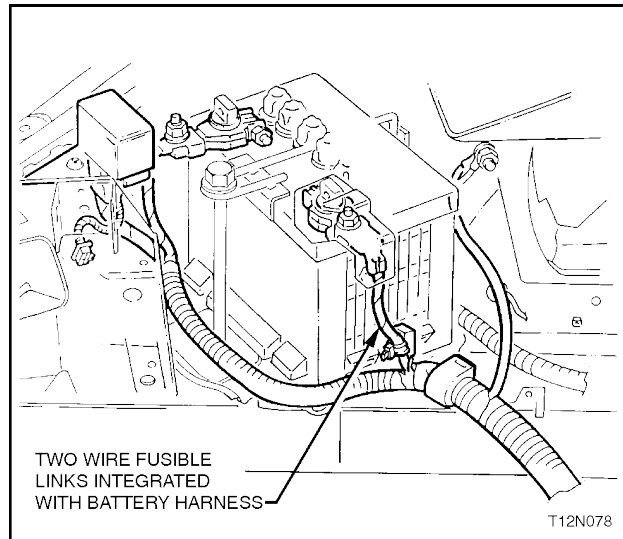 TWO WIRE FUSIBLE
LINKS INTEGRATED
WITH BATTERY HARNESS
T12N078